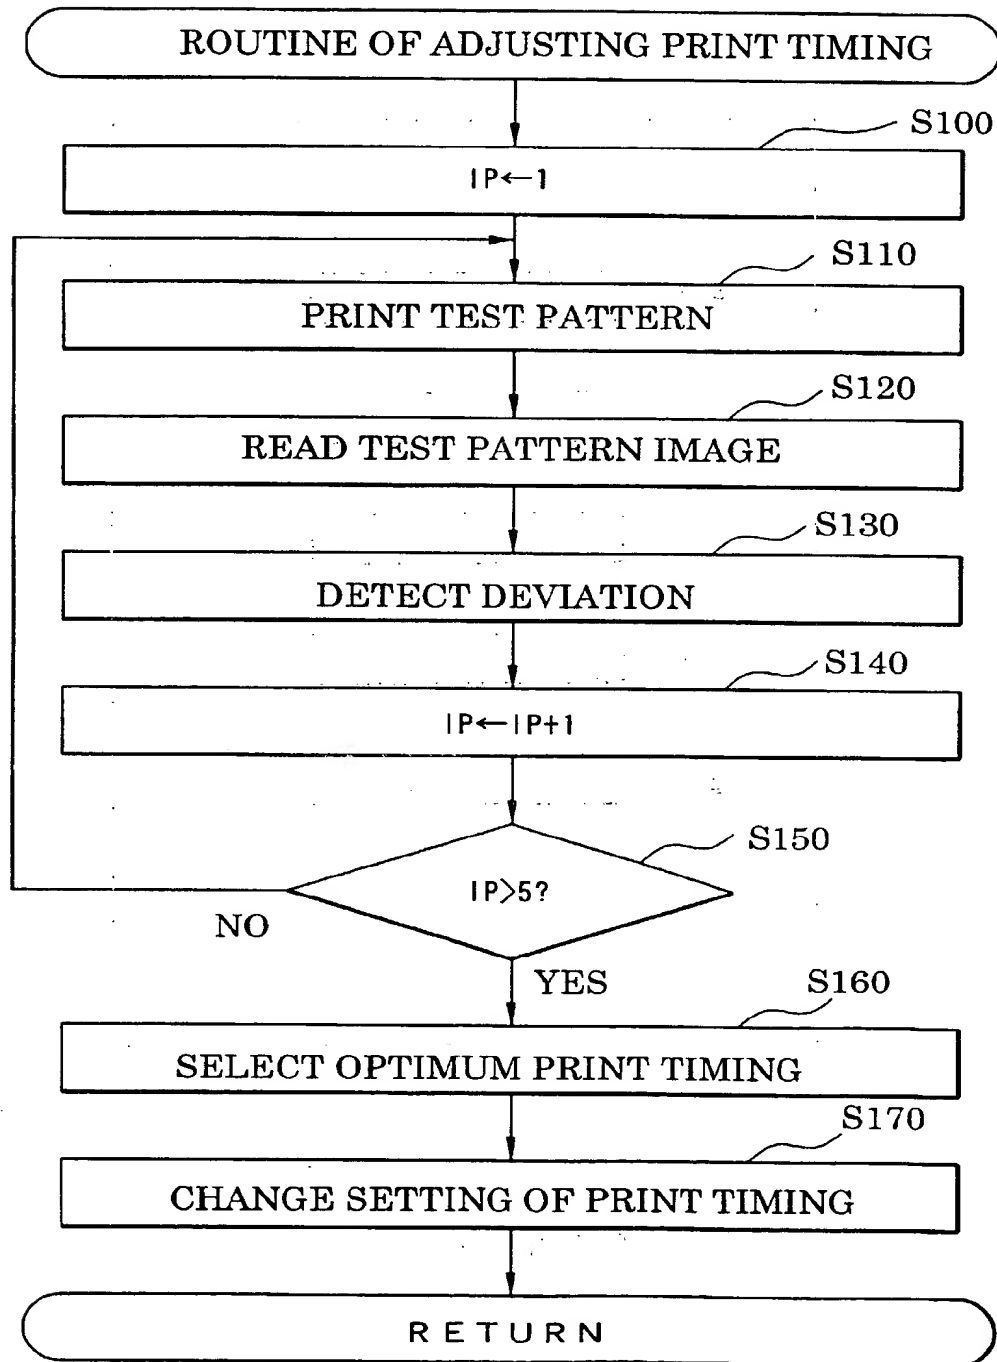 ROUTINE OF ADJUSTING PRINT TIMING
S100
IP←1
S110
PRINT TEST PATTERN
S120
READ TEST PATTERN IMAGE
S130
DETECT DEVIATION
S140
IP←IP+1
S150
IP>5?
NO
YES
S160
SELECT OPTIMUM PRINT TIMING
S170
CHANGE SETTING OF PRINT TIMING
RETURN